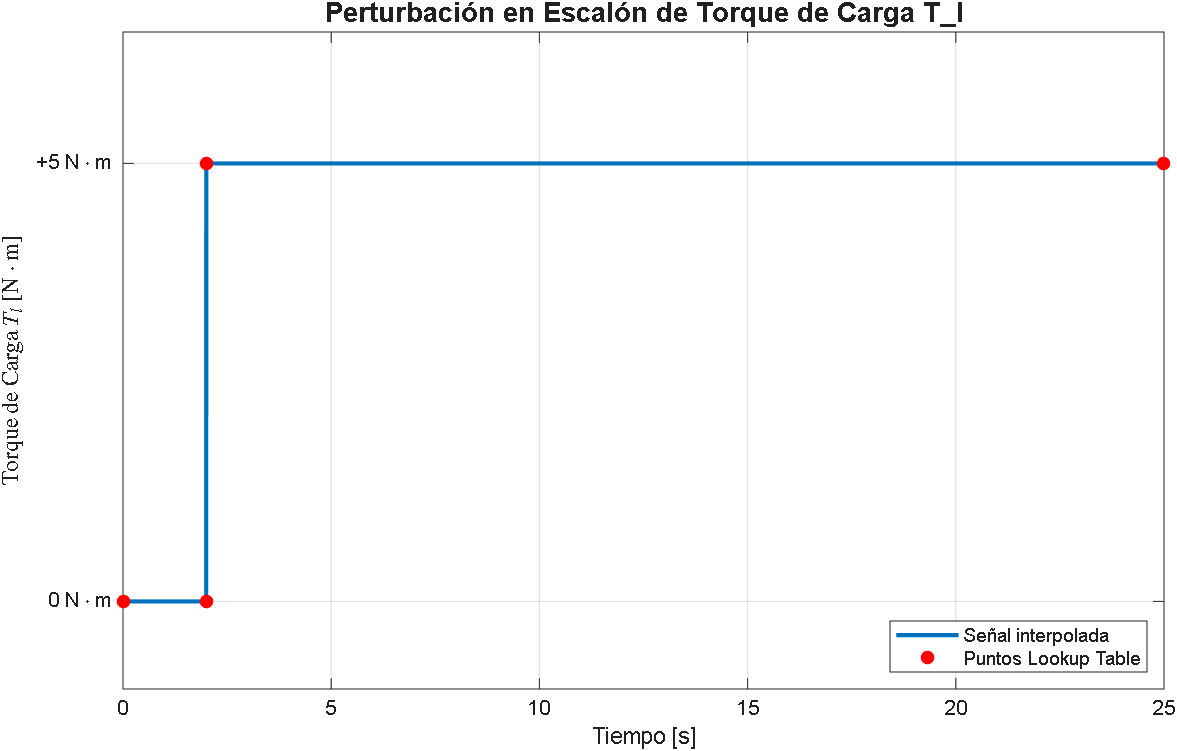 Perturbación en Escalón de Torque de Carga T_l
+5 N · m
Torque de Carga T_l [N · m]
0 N · m
Señal interpolada
Puntos Lookup Table
0 5 10 15 20 25
Tiempo [s]